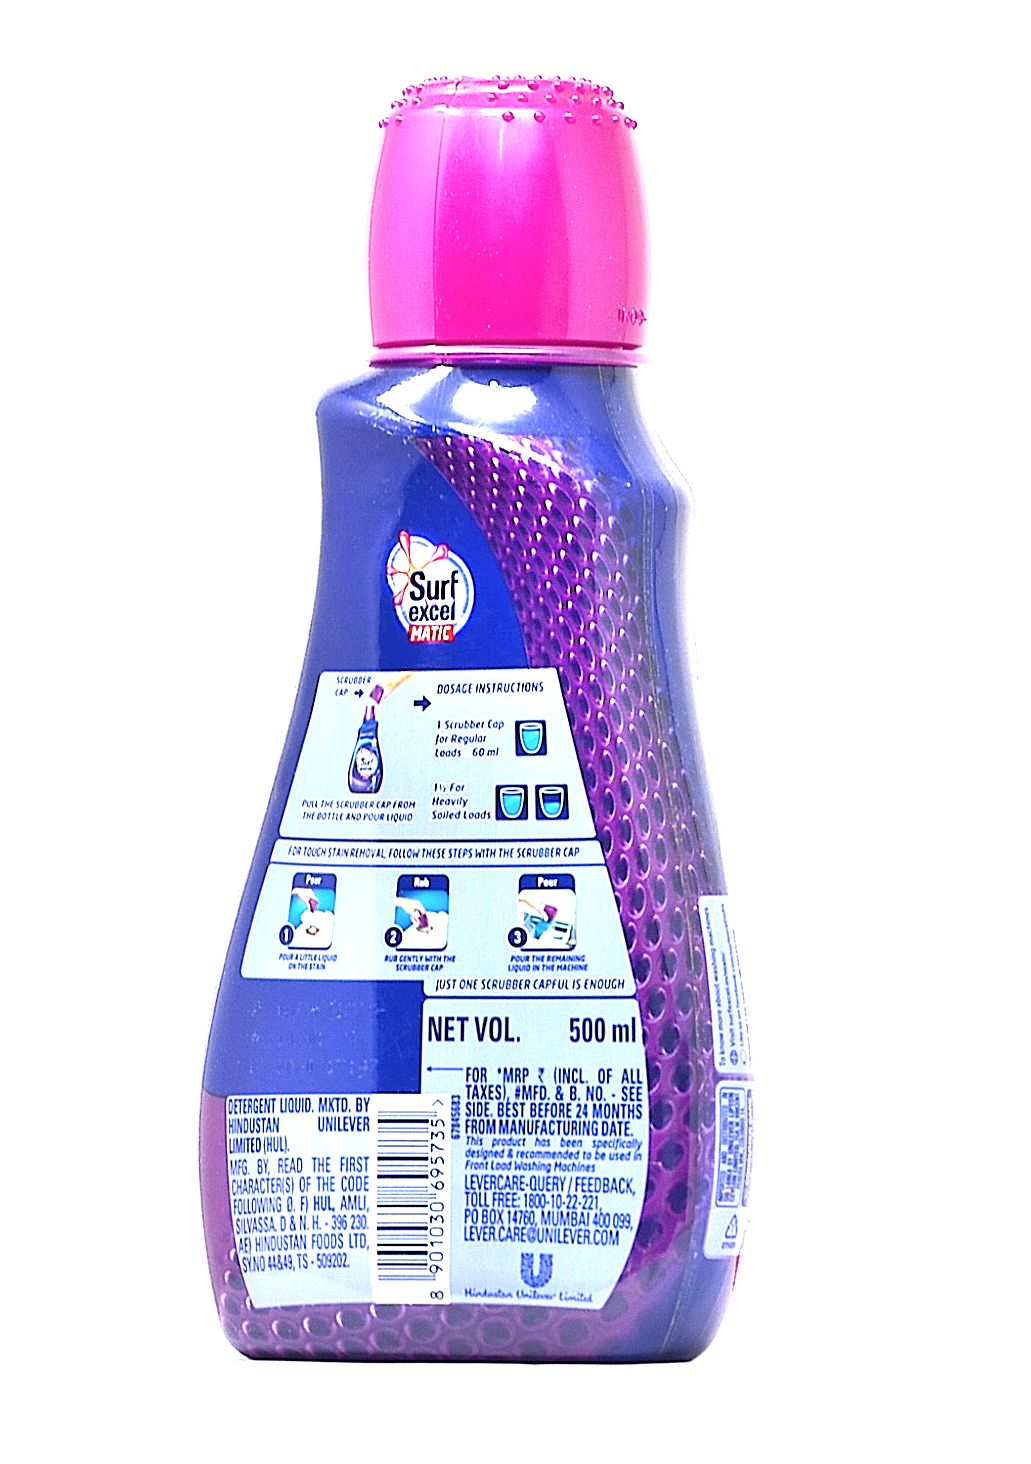 Surf
excel
MATIC
SCRUBBER
CAP
DOSAGE INSTRUCTIONS
1 Scrubber Cap
for Regular
Loads 60 ml
1½ For
Heavily
Soiled Loads
PULL THE SCRUBBER CAP FROM
THE BOTTLE AND POUR LIQUID
FOR TOUGH STAIN REMOVAL, FOLLOW THESE STEPS WITH THE SCRUBBER CAP
Pour
Rub
Pour
1
2
3
POUR A LITTLE LIQUID
ON THE STAIN
RUB GENTLY WITH THE
SCRUBBER CAP
POUR THE REMAINING
LIQUID IN THE MACHINE
JUST ONE SCRUBBER CAPFUL IS ENOUGH
NET VOL. 500 ml
FOR *MRP ₹ (INCL. OF ALL
TAXES), #MFD. & B. NO. - SEE
SIDE, BEST BEFORE 24 MONTHS
FROM MANUFACTURING DATE.
This product has been specifically
designed & recommended to be used in
Front Load Washing Machines
LEVERCARE-QUERY / FEEDBACK,
TOLL FREE: 1800-10-22-221,
PO BOX 14760, MUMBAI 400 099,
LEVER.CARE@UNILEVER.COM
Hindustan Unilever Limited
DETERGENT LIQUID. MKTD. BY
HINDUSTAN UNILEVER
LIMITED (HUL).
MFG. BY, READ THE FIRST
CHARACTER(S) OF THE CODE
FOLLOWING B. F) HUL, AMLI,
SILVASSA, D & N. H. - 396 230.
AE) HINDUSTAN FOODS LTD,
SY.NO 44&49, TS - 509202.
8 901030 695735 >
67845683
To know more about washing machines
Visit